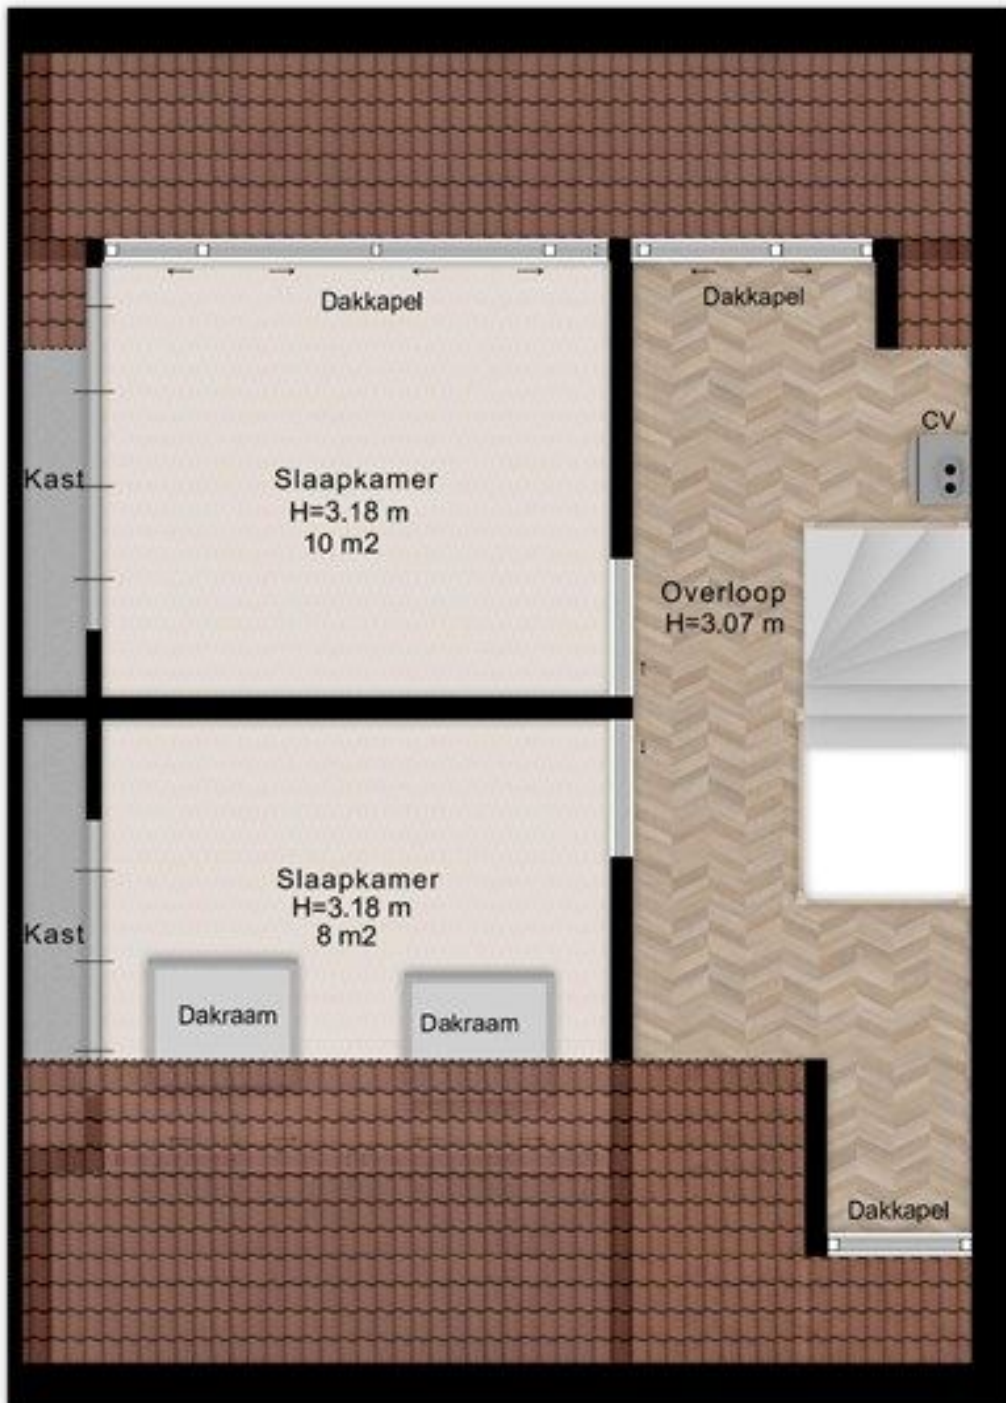 Dakkapel
Dakkapel
CV
Kast
Slaapkamer
H=3.18 m
10 m2
Overloop
H=3.07 m
Slaapkamer
H=3.18 m
8 m2
Kast
Dakraam
Dakraam
Dakkapel